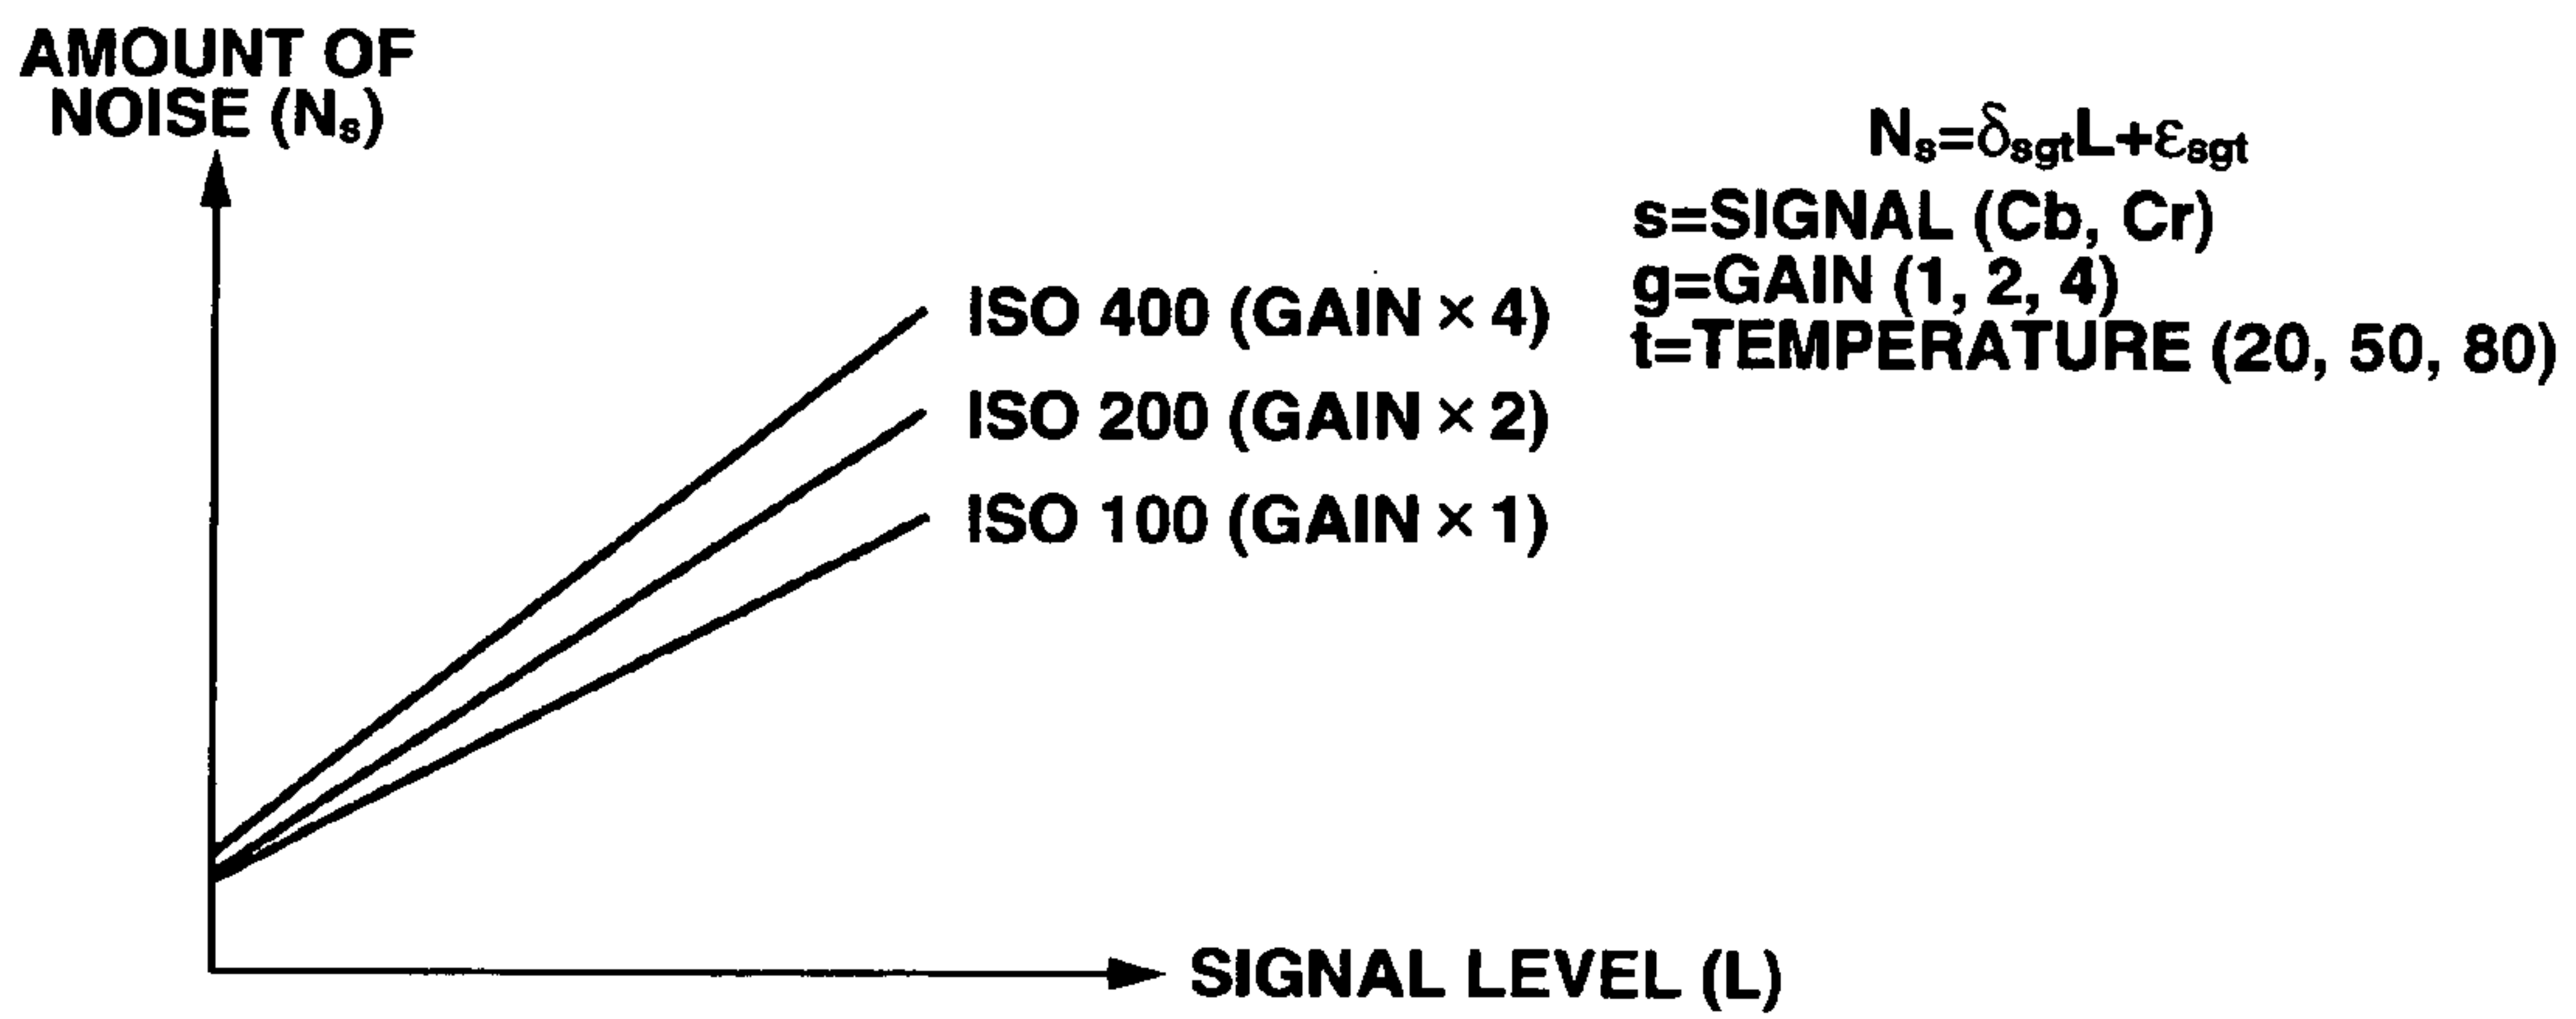 AMOUNT OF
NOISE (Ns)
Ns=δsgtL+εsgt
s=SIGNAL (Cb, Cr)
g=GAIN (1, 2, 4)
t=TEMPERATURE (20, 50, 80)
ISO 400 (GAIN × 4)
ISO 200 (GAIN × 2)
ISO 100 (GAIN × 1)
SIGNAL LEVEL (L)